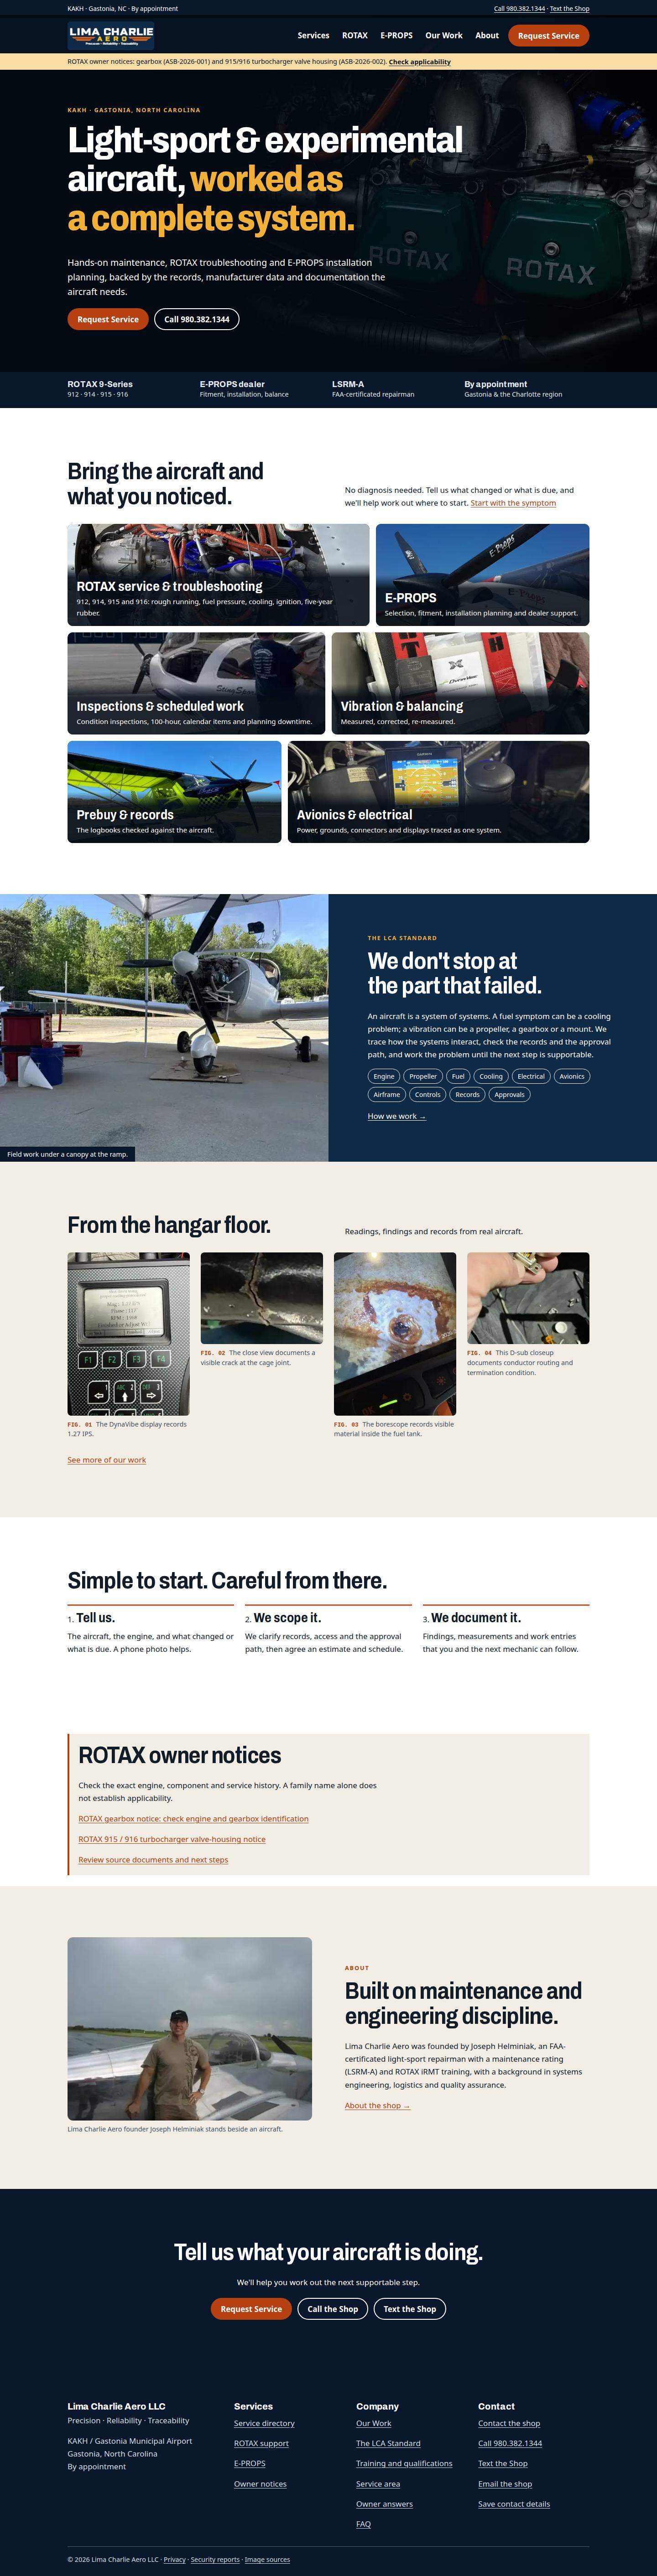 KAKH · Gastonia, NC · By appointment
Call 980.382.1344 · Text the Shop
LIMA CHARLIE
AERO
Precision - Reliability - Traceability
Services ROTAX E-PROPS Our Work About Request Service
ROTAX owner notices: gearbox (ASB-2026-001) and 915/916 turbocharger valve housing (ASB-2026-002). Check applicability
KAKH · GASTONIA, NORTH CAROLINA
Light-sport & experimental
aircraft, worked as
a complete system.
Hands-on maintenance, ROTAX troubleshooting and E-PROPS installation
planning, backed by the records, manufacturer data and documentation the
aircraft needs.
Request Service
Call 980.382.1344
ROTAX
ROTAX
ROTAX 9-Series
912 · 914 · 915 · 916
E-PROPS dealer
Fitment, installation, balance
LSRM-A
FAA-certificated repairman
By appointment
Gastonia & the Charlotte region
Bring the aircraft and
what you noticed.
No diagnosis needed. Tell us what changed or what is due, and
we'll help work out where to start. Start with the symptom
ROTAX service & troubleshooting
912, 914, 915 and 916: rough running, fuel pressure, cooling, ignition, five-year
rubber.
E-PROPS
E-PROPS
Selection, fitment, installation planning and dealer support.
Inspections & scheduled work
Condition inspections, 100-hour, calendar items and planning downtime.
Vibration & balancing
Measured, corrected, re-measured.
Prebuy & records
The logbooks checked against the aircraft.
Avionics & electrical
Power, grounds, connectors and displays traced as one system.
Field work under a canopy at the ramp.
THE LCA STANDARD
We don't stop at
the part that failed.
An aircraft is a system of systems. A fuel symptom can be a cooling
problem; a vibration can be a propeller, a gearbox or a mount. We
trace how the systems interact, check the records and the approval
path, and work the problem until the next step is supportable.
Engine Propeller Fuel Cooling Electrical Avionics
Airframe Controls Records Approvals
How we work →
From the hangar floor.
Readings, findings and records from real aircraft.
F1 F2 F3 F4
FIG. 01 The DynaVibe display records
1.27 IPS.
FIG. 02 The close view documents a
visible crack at the cage joint.
FIG. 03 The borescope records visible
material inside the fuel tank.
FIG. 04 This D-sub closeup
documents conductor routing and
termination condition.
See more of our work
Simple to start. Careful from there.
1. Tell us.
The aircraft, the engine, and what changed or
what is due. A phone photo helps.
2. We scope it.
We clarify records, access and the approval
path, then agree an estimate and schedule.
3. We document it.
Findings, measurements and work entries
that you and the next mechanic can follow.
ROTAX owner notices
Check the exact engine, component and service history. A family name alone does
not establish applicability.
ROTAX gearbox notice: check engine and gearbox identification
ROTAX 915 / 916 turbocharger valve-housing notice
Review source documents and next steps
Lima Charlie Aero founder Joseph Helminiak stands beside an aircraft.
ABOUT
Built on maintenance and
engineering discipline.
Lima Charlie Aero was founded by Joseph Helminiak, an FAA-
certificated light-sport repairman with a maintenance rating
(LSRM-A) and ROTAX iRMT training, with a background in systems
engineering, logistics and quality assurance.
About the shop →
Tell us what your aircraft is doing.
We'll help you work out the next supportable step.
Request Service
Call the Shop
Text the Shop
Lima Charlie Aero LLC
Precision · Reliability · Traceability
KAKH / Gastonia Municipal Airport
Gastonia, North Carolina
By appointment
Services
Service directory
ROTAX support
E-PROPS
Owner notices
Company
Our Work
The LCA Standard
Training and qualifications
Service area
Owner answers
FAQ
Contact
Contact the shop
Call 980.382.1344
Text the Shop
Email the shop
Save contact details
© 2026 Lima Charlie Aero LLC · Privacy · Security reports · Image sources